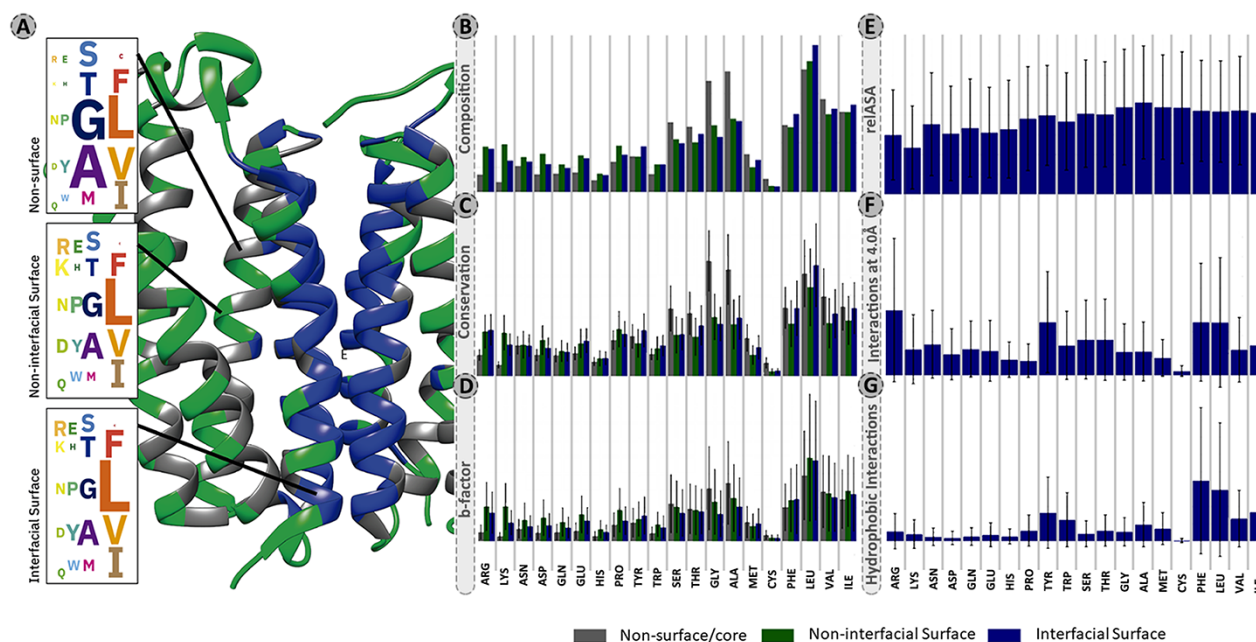 A
B
E
Non-surface
R E S C
H T F
N P G L
D Y A V
Q W M I
Non-interfacial Surface
R E S
K H T F
N P G L
D Y A V
Q W M I
Interfacial Surface
R E S
K H T F
N P G L
D Y A V
Q W M I
E
Composition
C
Conservation
D
b-factor
ARG LYS ASN ASP GLN GLU HIS PRO TYR TRP SER THR GLY ALA MET CYS PHE LEU VAL ILE
relASA
F
Interactions at 4.0Å
G
Hydrophobic Interactions
ARG LYS ASN ASP GLN GLU HIS PRO TYR TRP SER THR GLY ALA MET CYS PHE LEU VAL
Non-surface/core Non-interfacial Surface Interfacial Surface